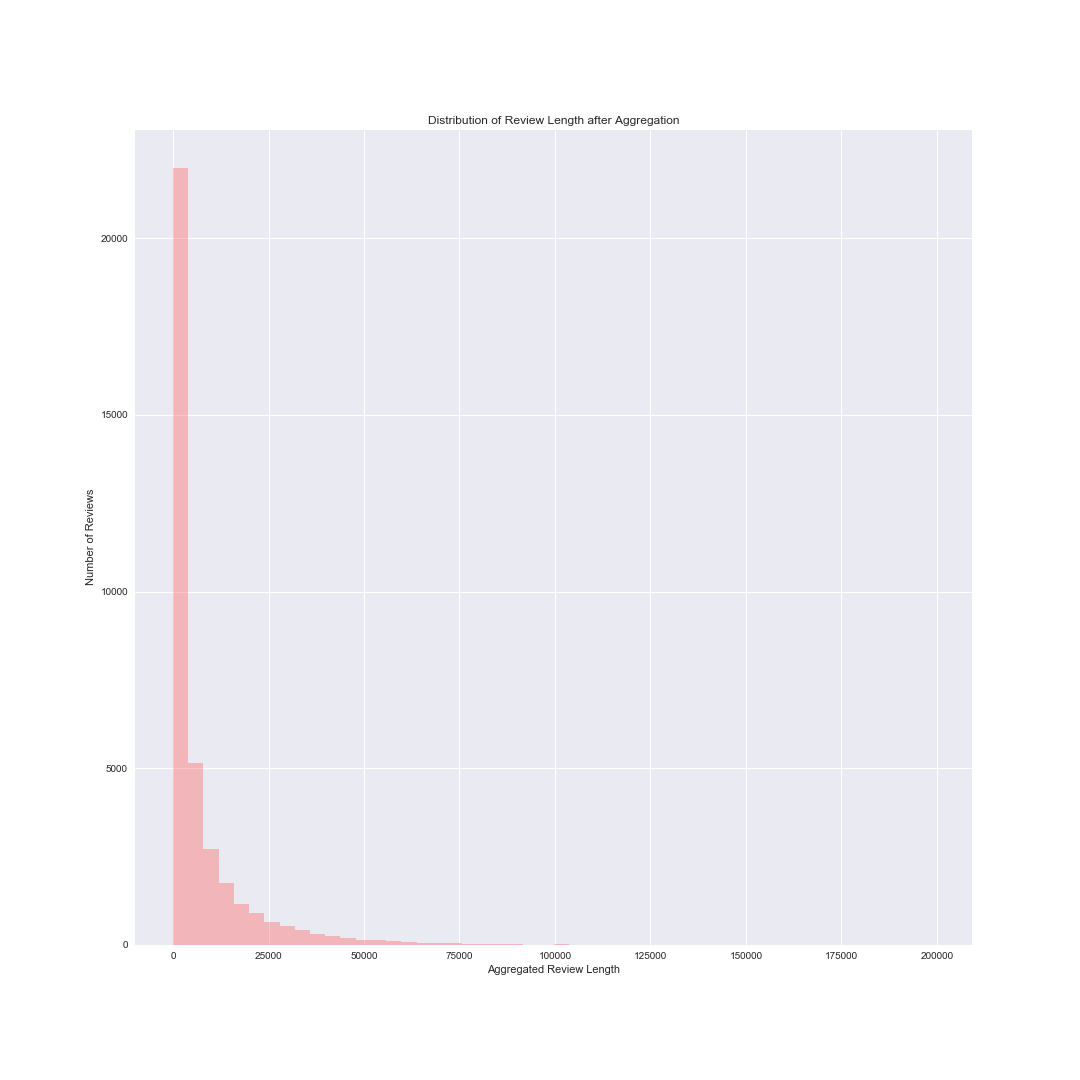 Distribution of Review Length after Aggregation
Number of Reviews
20000
15000
10000
5000
0
0 25000 50000 75000 100000 125000 150000 175000 200000
Aggregated Review Length